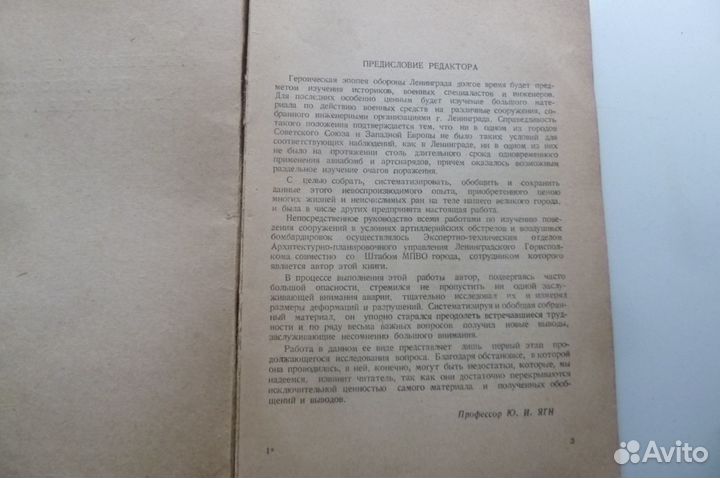 ПРЕДИСЛОВИЕ РЕДАКТОРА
Героическая эпопея обороны Ленинграда долгое время будет пред-
метом изучения историков, военных специалистов и инженеров.
Для последних особенно ценным будет изучение большого мате-
риала по действию военных средств на различные сооружения, со-
бранного инженерными организациями г. Ленинграда. Справедливость
такого положения подтверждается тем, что ни в одном из городов
Советского Союза и Западной Европы не было таких условий для
соответствующих наблюдений, как в Ленинграде, ни в одном из них
не было на протяжении столь длительного срока одновременного
применения авиабомб и артснарядов, причем оказалось возможным
раздельное изучение очагов поражения.
С целью собрать, систематизировать, обобщить и сохранить
данные этого невоспроизводимого опыта, приобретенного ценою
многих жизней и неисчислимых ран на теле нашего великого города,
и была в числе других предпринята настоящая работа.
Непосредственное руководство всеми работами по изучению пове-
дения сооружений в условиях артиллерийских обстрелов и воздушных
бомбардировок осуществлялось Экспертно-техническим отделом
Архитектурно-планировочного управления Ленинградского Гориспол-
кома совместно со Штабом МПВО города, сотрудником которого
является автор этой книги.
В процессе выполнения этой работы автор, подвергаясь часто
большой опасности, стремился не пропустить ни одной заслу-
живающей внимания аварии, тщательно исследовал их и измерял
размеры деформаций и разрушений. Систематизируя и обобщая собран-
ный материал, он упорно старался преодолеть встречавшиеся труд-
ности и по ряду весьма важных вопросов получил новые выводы,
заслуживающие несомненно большого внимания.
Работа в данном ее виде представляет лишь первый этап про-
должающегося исследования вопроса. Благодаря обстановке, в которой
она проводилась, в ней, конечно, могут быть недостатки, которые, мы
надеемся, извинит читатель, так как они достаточно перекрываются
исключительной ценностью самого материала и полученных обоб-
щений и выводов.
Профессор Ю. И. ЯГН
1* 3
Avito